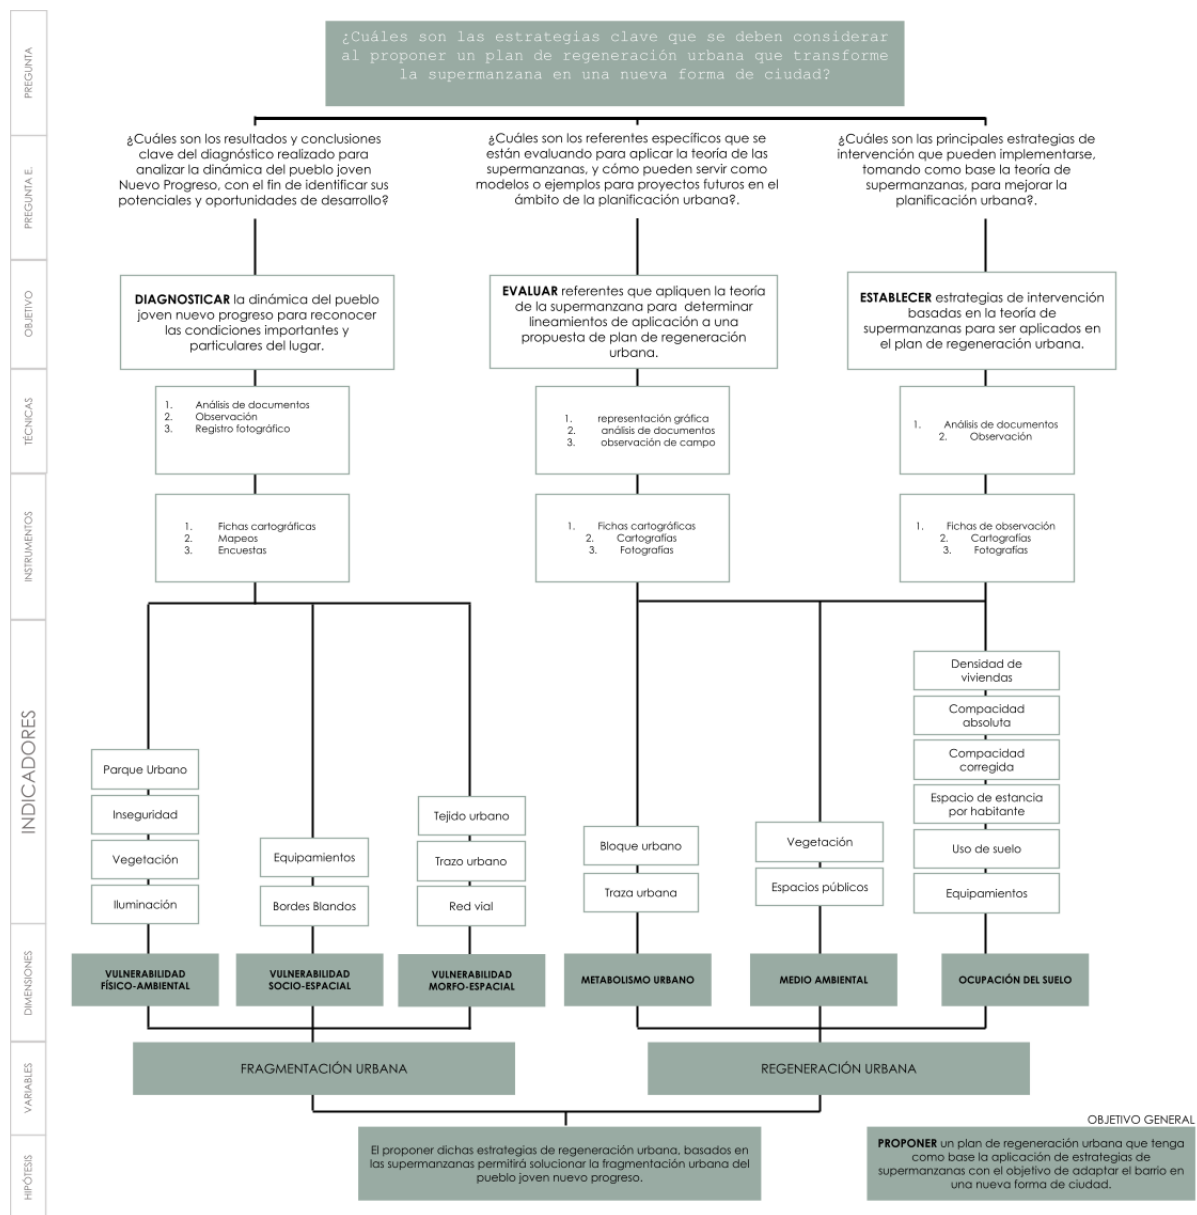 PREGUNTA
¿Cuáles son las estrategias clave que se deben considerar
al proponer un plan de regeneración urbana que transforme
la supermanzana en una nueva forma de ciudad?
PREGUNTA E.
¿Cuáles son los resultados y conclusiones
clave del diagnóstico realizado para
analizar la dinámica del pueblo joven
Nuevo Progreso, con el fin de identificar sus
potenciales y oportunidades de desarrollo?
¿Cuáles son los referentes específicos que se
están evaluando para aplicar la teoría de las
supermanzanas, y cómo pueden servir como
modelos o ejemplos para proyectos futuros en el
ámbito de la planificación urbana?.
¿Cuáles son las principales estrategias de
intervención que pueden implementarse,
tomando como base la teoría de
supermanzanas, para mejorar la
planificación urbana?.
OBJETIVO
DIAGNOSTICAR la dinámica del pueblo
joven nuevo progreso para reconocer
las condiciones importantes y
particulares del lugar.
EVALUAR referentes que apliquen la teoría
de la supermanzana para determinar
lineamientos de aplicación a una
propuesta de plan de regeneración
urbana.
ESTABLECER estrategias de intervención
basadas en la teoría de
supermanzanas para ser aplicados en
el plan de regeneración urbana.
TÉCNICAS
1. Análisis de documentos
2. Observación
3. Registro fotográfico
1. representación gráfica
2. análisis de documentos
3. observación de campo
1. Análisis de documentos
2. Observación
INSTRUMENTOS
1. Fichas cartográficas
2. Mapeos
3. Encuestas
1. Fichas cartográficas
2. Cartografías
3. Fotografías
1. Fichas de observación
2. Cartografías
3. Fotografías
INDICADORES
Parque Urbano
Inseguridad
Vegetación
Iluminación
Equipamientos
Bordes Blandos
Tejido urbano
Trazo urbano
Red vial
Bloque urbano
Traza urbana
Vegetación
Espacios públicos
Densidad de
viviendas
Compacidad
absoluta
Compacidad
corregida
Espacio de estancia
por habitante
Uso de suelo
Equipamientos
DIMENSIONES
VULNERABILIDAD
FÍSICO-AMBIENTAL
VULNERABILIDAD
SOCIO-ESPACIAL
VULNERABILIDAD
MORFO-ESPACIAL
METABOLISMO URBANO
MEDIO AMBIENTAL
OCUPACIÓN DEL SUELO
VARIABLES
FRAGMENTACIÓN URBANA
REGENERACIÓN URBANA
HIPÓTESIS
El proponer dichas estrategias de regeneración urbana, basados en
las supermanzanas permitirá solucionar la fragmentación urbana del
pueblo joven nuevo progreso.
OBJETIVO GENERAL
PROPONER un plan de regeneración urbana que tenga
como base la aplicación de estrategias de
supermanzanas con el objetivo de adaptar el barrio en
una nueva forma de ciudad.